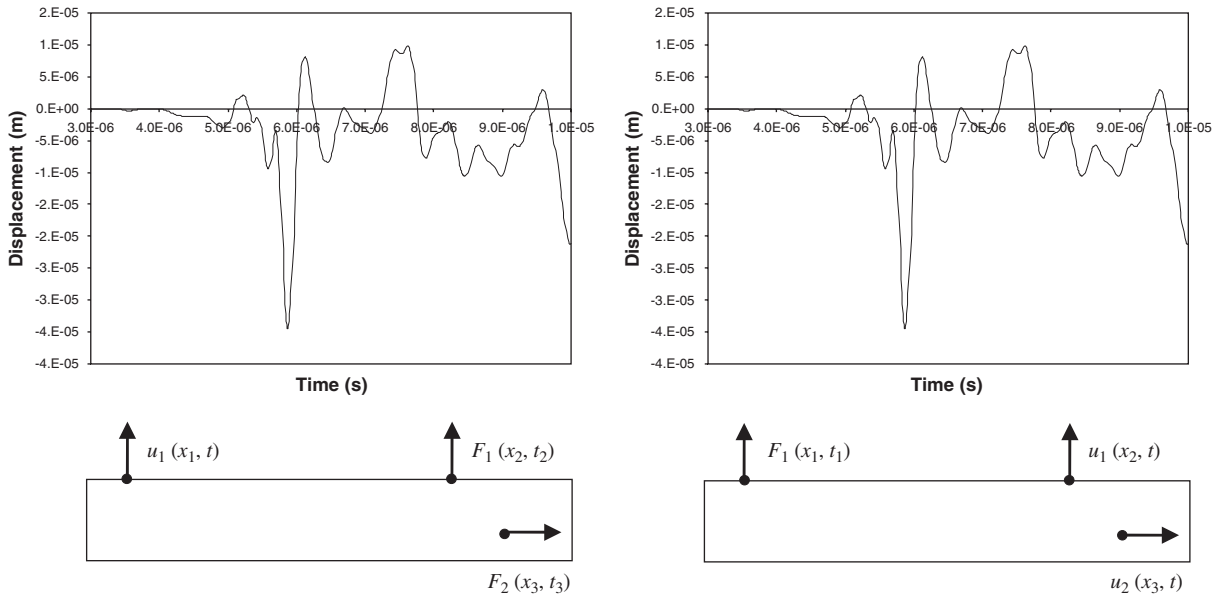 2.E-05
1.E-05
5.E-06
0.E+00
-5.E-06
-1.E-05
-2.E-05
-2.E-05
-3.E-05
-3.E-05
-4.E-05
-4.E-05
3.0E-06 4.0E-06 5.0E-06 6.0E-06 7.0E-06 8.0E-06 9.0E-06 1.0E-05
Displacement (m)
Time (s)
2.E-05
1.E-05
5.E-06
0.E+00
-5.E-06
-1.E-05
-2.E-05
-2.E-05
-3.E-05
-3.E-05
-4.E-05
-4.E-05
3.0E-06 4.0E-06 5.0E-06 6.0E-06 7.0E-06 8.0E-06 9.0E-06 1.0E-05
Displacement (m)
Time (s)
u₁ (x₁, t)
F₁ (x₂, t₂)
F₂ (x₃, t₃)
F₁ (x₁, t₁)
u₁ (x₂, t)
u₂ (x₃, t)